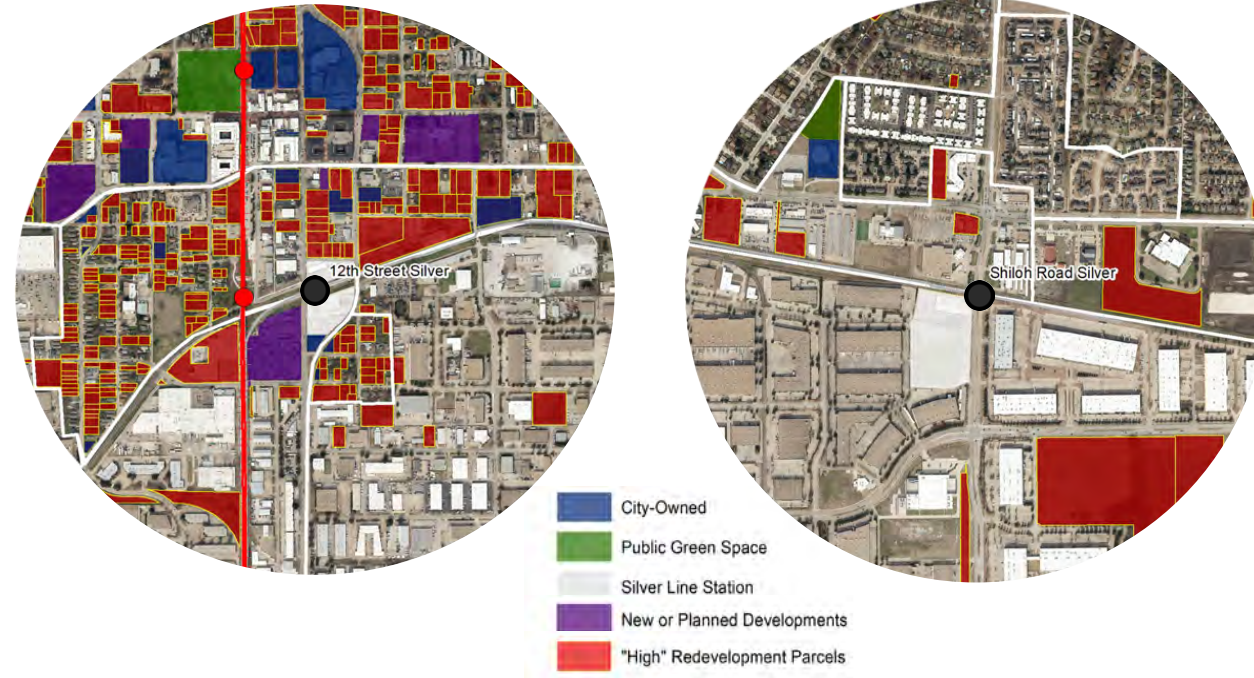 12th Street Silver
Shiloh Road Silver
City-Owned
Public Green Space
Silver Line Station
New or Planned Developments
"High" Redevelopment Parcels